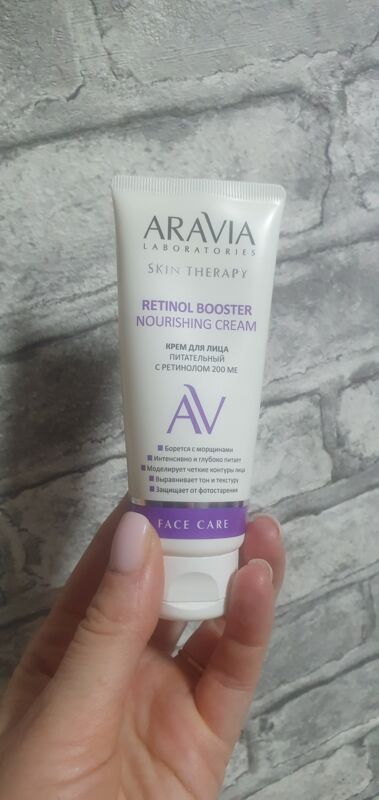 ARAVIA
LABORATORIES
SKIN THERAPY
RETINOL BOOSTER
NOURISHING CREAM
КРЕМ ДЛЯ ЛИЦА
ПИТАТЕЛЬНЫЙ
С РЕТИНОЛОМ 200 МЕ
AV
Борется с морщинами
Интенсивно и глубоко питает
Моделирует четкие контуры лица
Выравнивает тон и текстуру
Защищает от фотостарения
FACE CARE